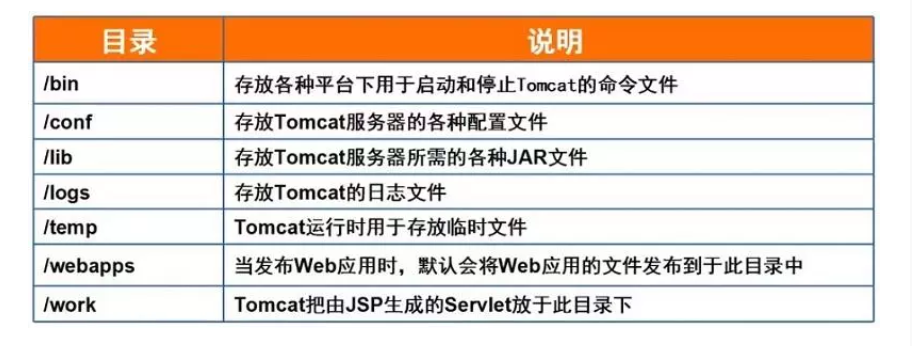 目录 说明
/bin 存放各种平台下用于启动和停止Tomcat的命令文件
/conf 存放Tomcat服务器的各种配置文件
/lib 存放Tomcat服务器所需的各种JAR文件
/logs 存放Tomcat的日志文件
/temp Tomcat运行时用于存放临时文件
/webapps 当发布Web应用时，默认会将Web应用的文件发布到于此目录中
/work Tomcat把由JSP生成的Servlet放于此目录下